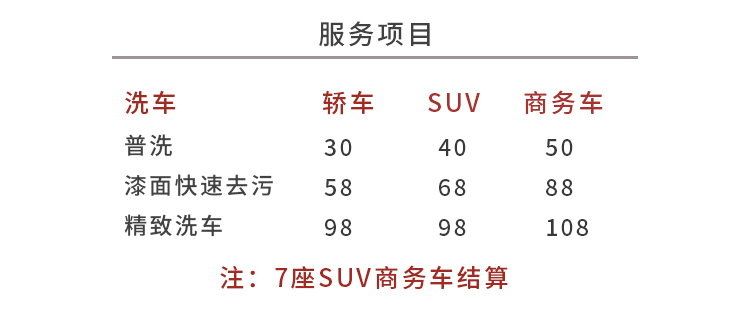 服务项目
洗车 轿车 SUV 商务车
普洗 30 40 50
漆面快速去污 58 68 88
精致洗车 98 98 108
注：7座SUV商务车结算